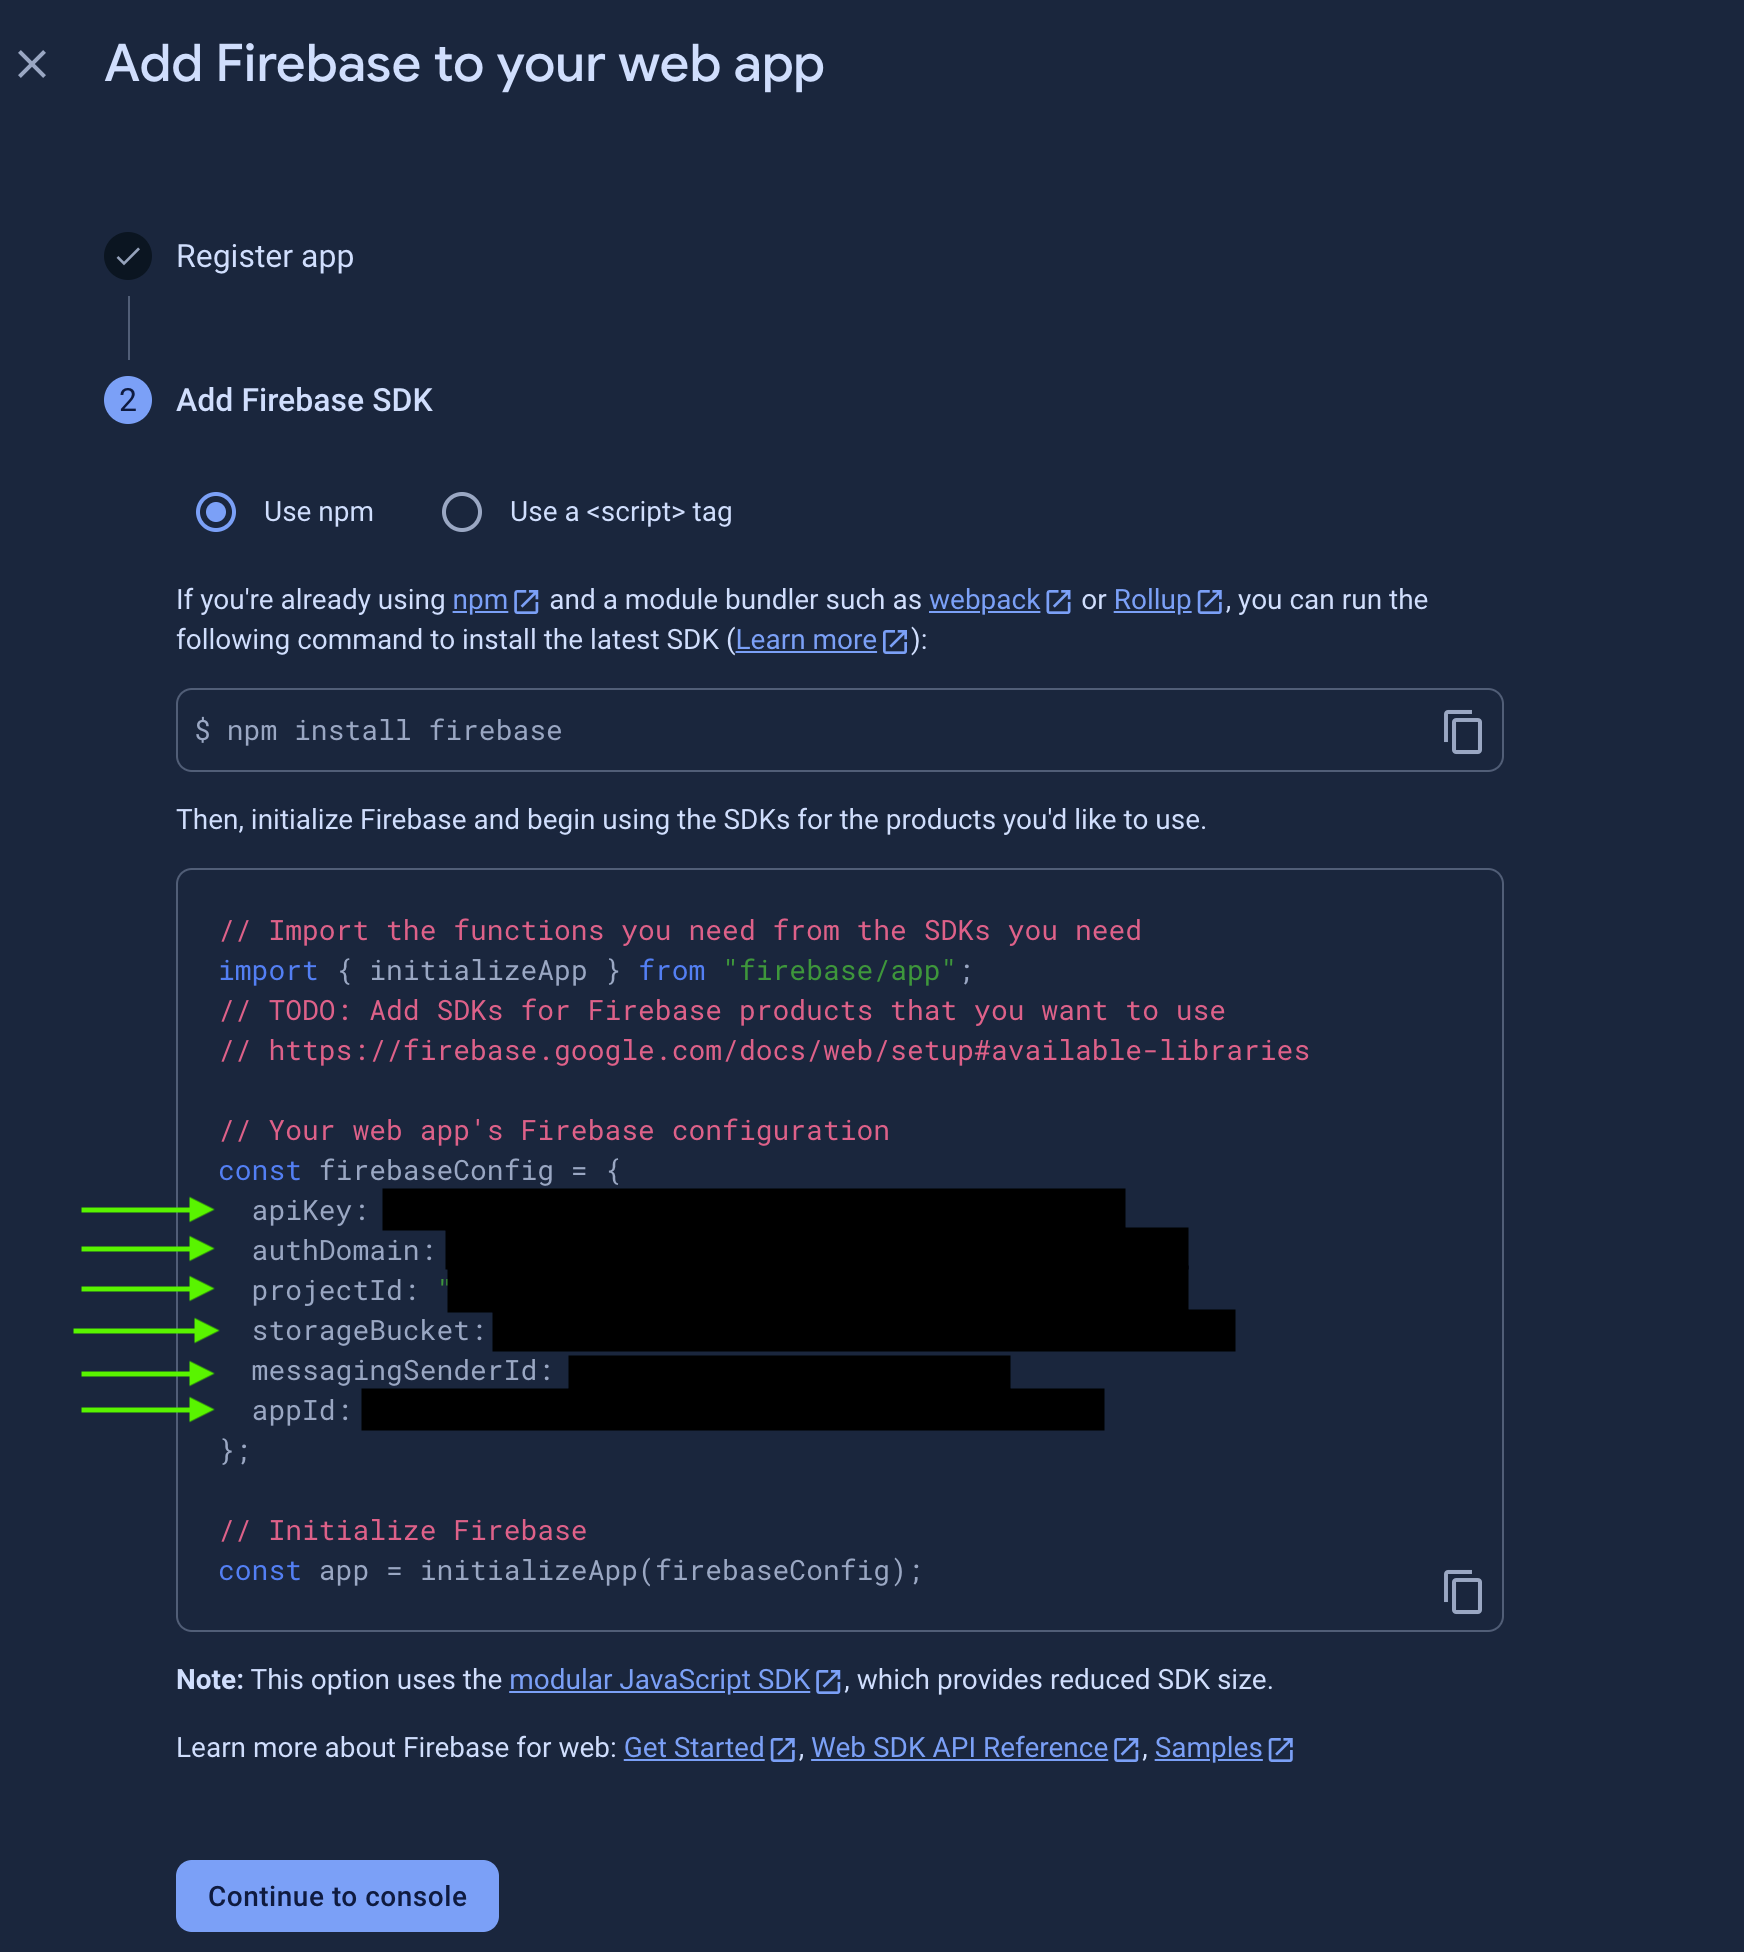 Add Firebase to your web app
Register app
2 Add Firebase SDK
Use npm Use a <script> tag
If you're already using npm and a module bundler such as webpack or Rollup, you can run the
following command to install the latest SDK (Learn more):
$ npm install firebase
Then, initialize Firebase and begin using the SDKs for the products you'd like to use.
// Import the functions you need from the SDKs you need
import { initializeApp } from "firebase/app";
// TODO: Add SDKs for Firebase products that you want to use
// https://firebase.google.com/docs/web/setup#available-libraries
// Your web app's Firebase configuration
const firebaseConfig = {
apiKey:
authDomain:
projectId: "
storageBucket:
messagingSenderId:
appId:
};
// Initialize Firebase
const app = initializeApp(firebaseConfig);
Note: This option uses the modular JavaScript SDK, which provides reduced SDK size.
Learn more about Firebase for web: Get Started, Web SDK API Reference, Samples
Continue to console